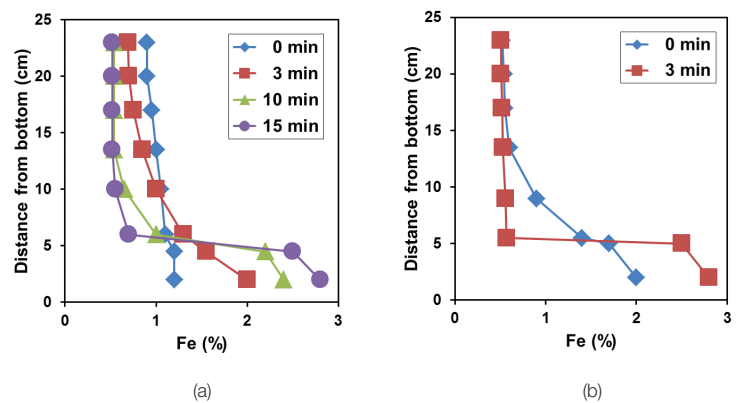 25
20
15
10
5
0
Distance from bottom (cm)
0 min
3 min
10 min
15 min
0 1 2 3
Fe (%)
(a)
25
20
15
10
5
0
Distance from bottom (cm)
0 min
3 min
0 1 2 3
Fe (%)
(b)